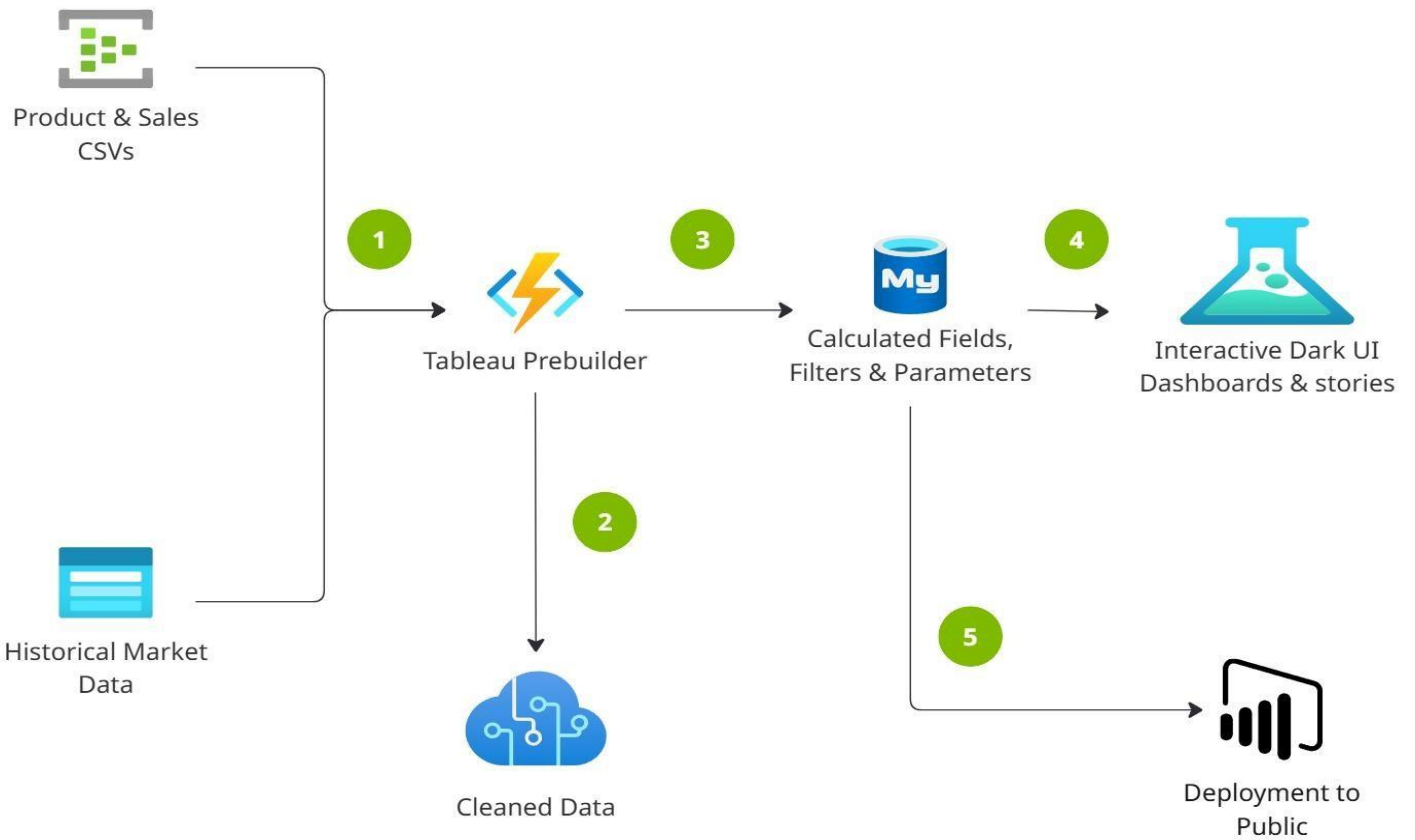 Product & Sales
CSVs
1
3
4
My
Tableau Prebuilder
Calculated Fields,
Filters & Parameters
Interactive Dark UI
Dashboards & stories
2
5
Historical Market
Data
Cleaned Data
Deployment to
Public